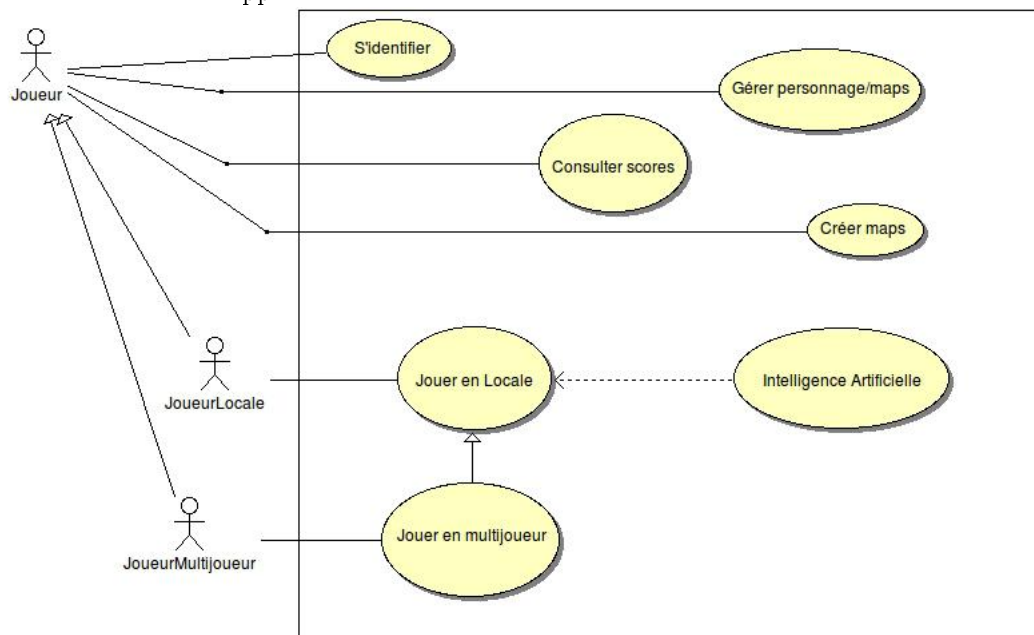 S'identifier
Joueur
Gérer personnage/maps
Consulter scores
Créer maps
Jouer en Locale
Intelligence Artificielle
JoueurLocale
Jouer en multijoueur
JoueurMultijoueur